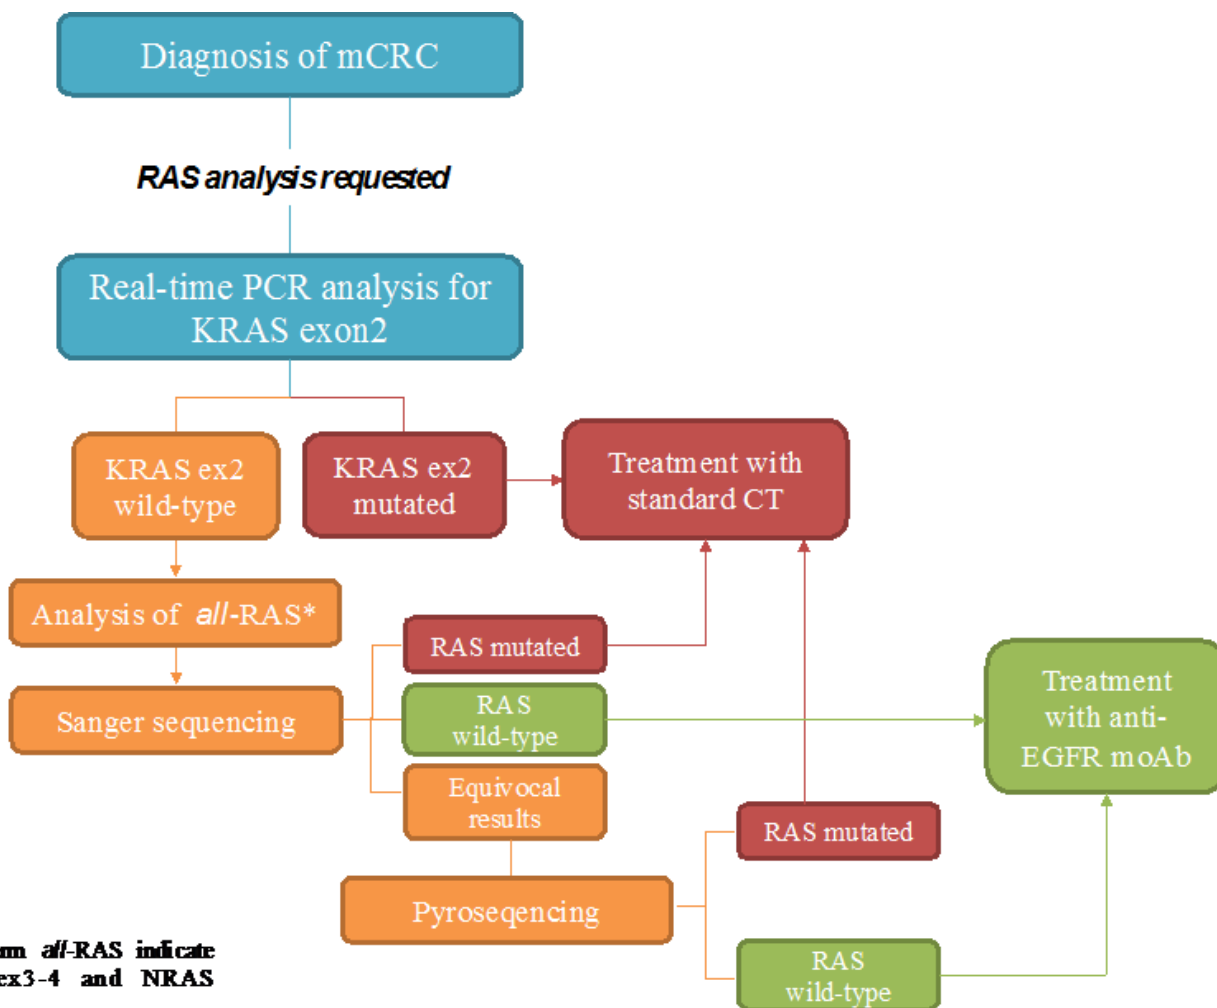 Diagnosis of mCRC
RAS analysis requested
Real-time PCR analysis for
KRAS exon2
KRAS ex2
wild-type
KRAS ex2
mutated
Treatment with
standard CT
Analysis of all-RAS*
Sanger sequencing
RAS mutated
RAS
wild-type
Equivocal
results
Treatment
with anti-
EGFR moAb
RAS mutated
Pyroseqencing
RAS
wild-type
all-RAS indicate
ex3-4 and NRAS